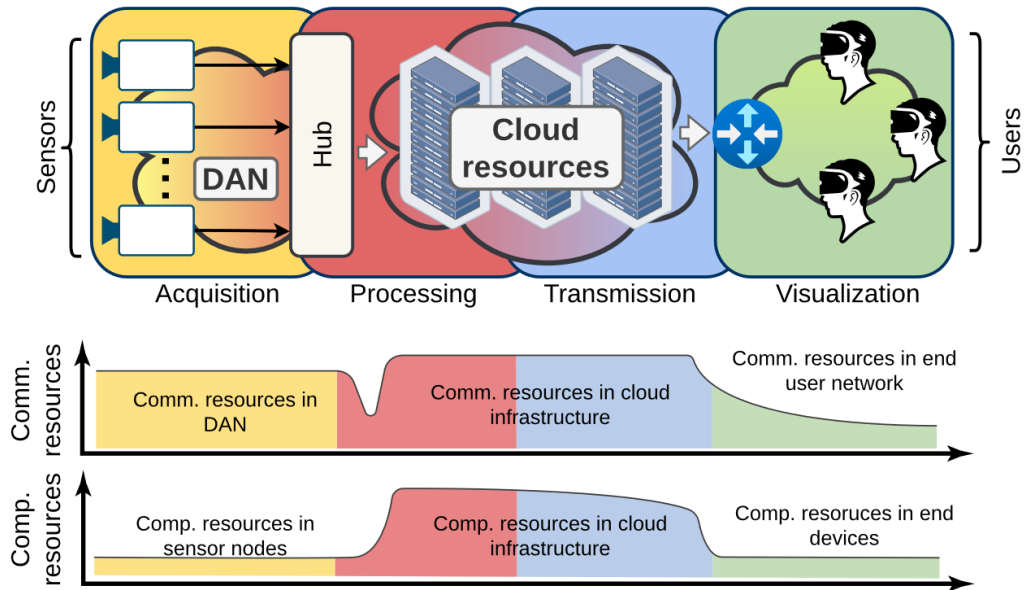 Sensors
DAN
Hub
Cloud
resources
Users
Acquisition
Processing
Transmission
Visualization
Comm.
resources
Comm. resources in
DAN
Comm. resources in cloud
infrastructure
Comm. resources in end
user network
Comp.
resources
Comp. resources in
sensor nodes
Comp. resources in cloud
infrastructure
Comp. resoruces in end
devices